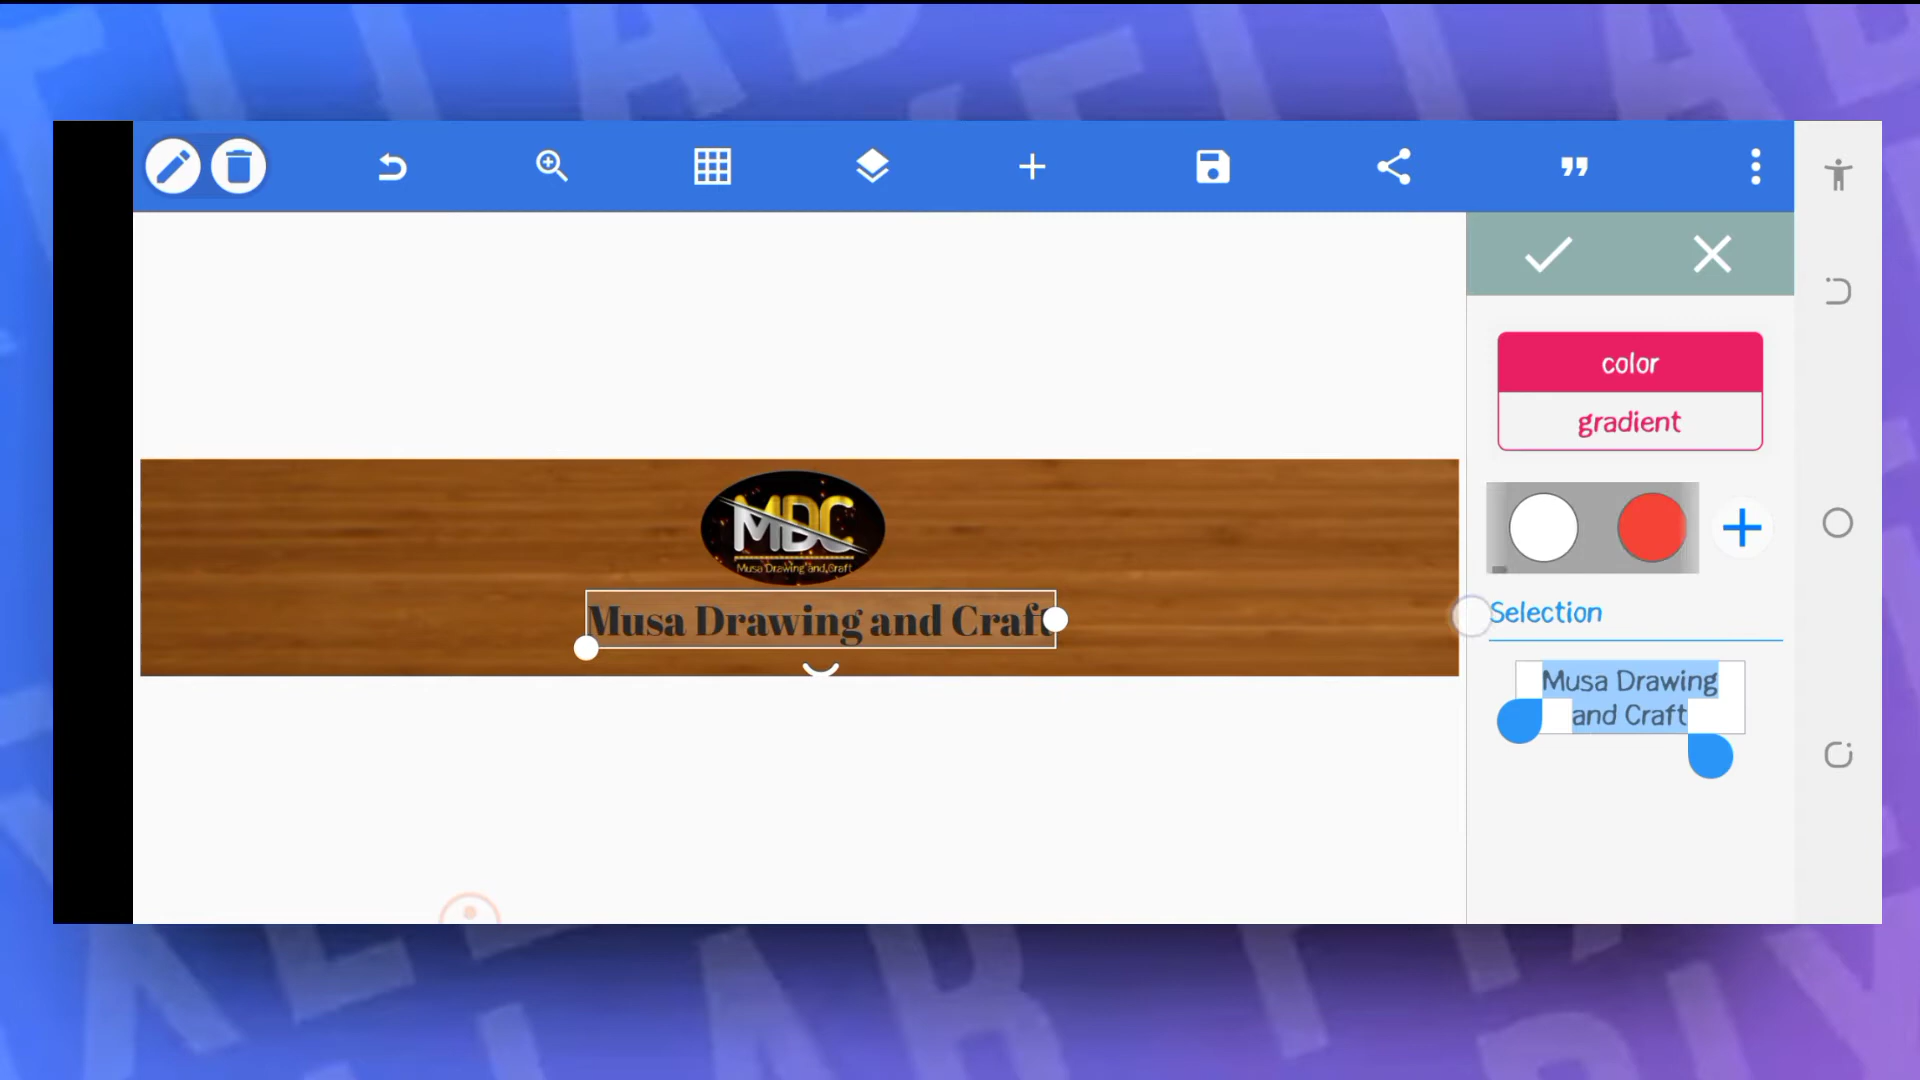 color
gradient
MDC
Musa Drawing and Craft
Musa Drawing and Craft
Selection
Musa Drawing
and Craft